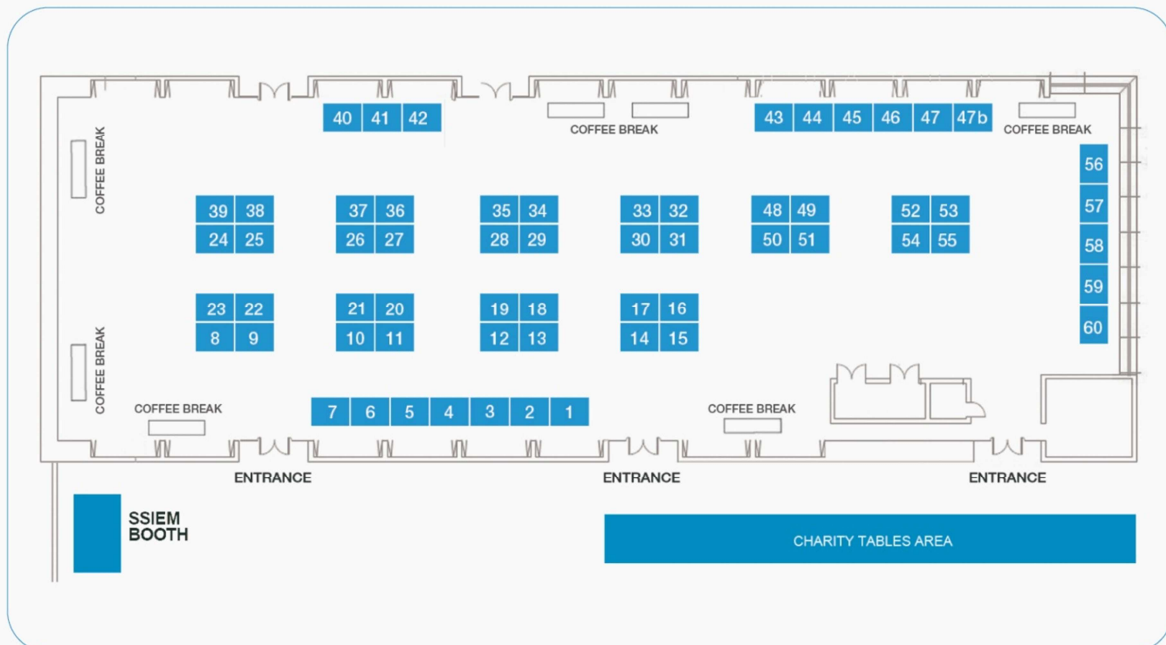 40 41 42
43 44 45 46 47 47b
COFFEE BREAK
COFFEE BREAK
COFFEE BREAK
56
57
58
59
60
39 38
24 25
37 36
26 27
35 34
28 29
33 32
30 31
48 49
50 51
52 53
54 55
23 22
8 9
21 20
10 11
19 18
12 13
17 16
14 15
COFFEE BREAK
COFFEE BREAK
7 6 5 4 3 2 1
COFFEE BREAK
ENTRANCE
ENTRANCE
ENTRANCE
SSIEM
BOOTH
CHARITY TABLES AREA